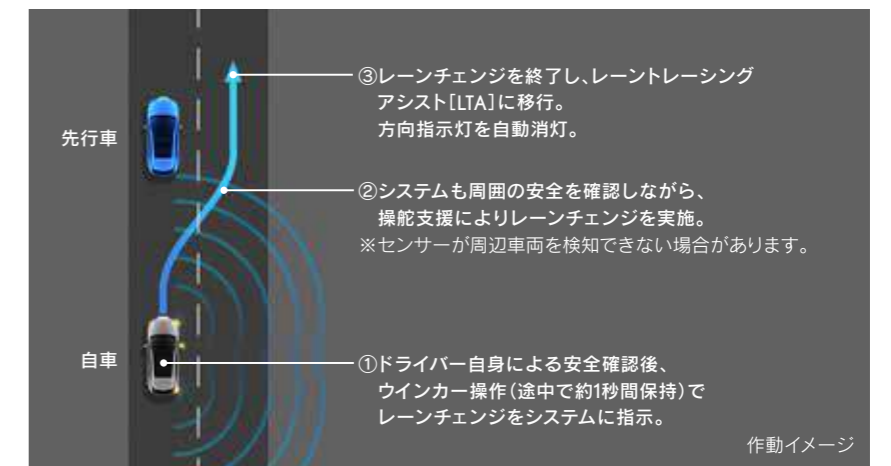 ③レーンチェンジを終了し、レーントレーシング
アシスト[LTA]に移行。
方向指示灯を自動消灯。
先行車
②システムも周囲の安全を確認しながら、
操舵支援によりレーンチェンジを実施。
※センサーが周辺車両を検知できない場合があります。
自車
①ドライバー自身による安全確認後、
ウインカー操作(途中で約1秒間保持)で
レーンチェンジをシステムに指示。
作動イメージ